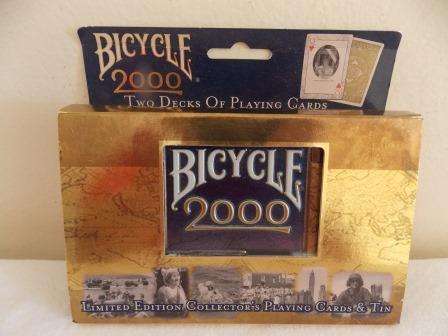 BICYCLE
2000
TWO DECKS OF PLAYING CARDS
BICYCLE
2000
LIMITED EDITION COLLECTOR'S PLAYING CARDS & TIN